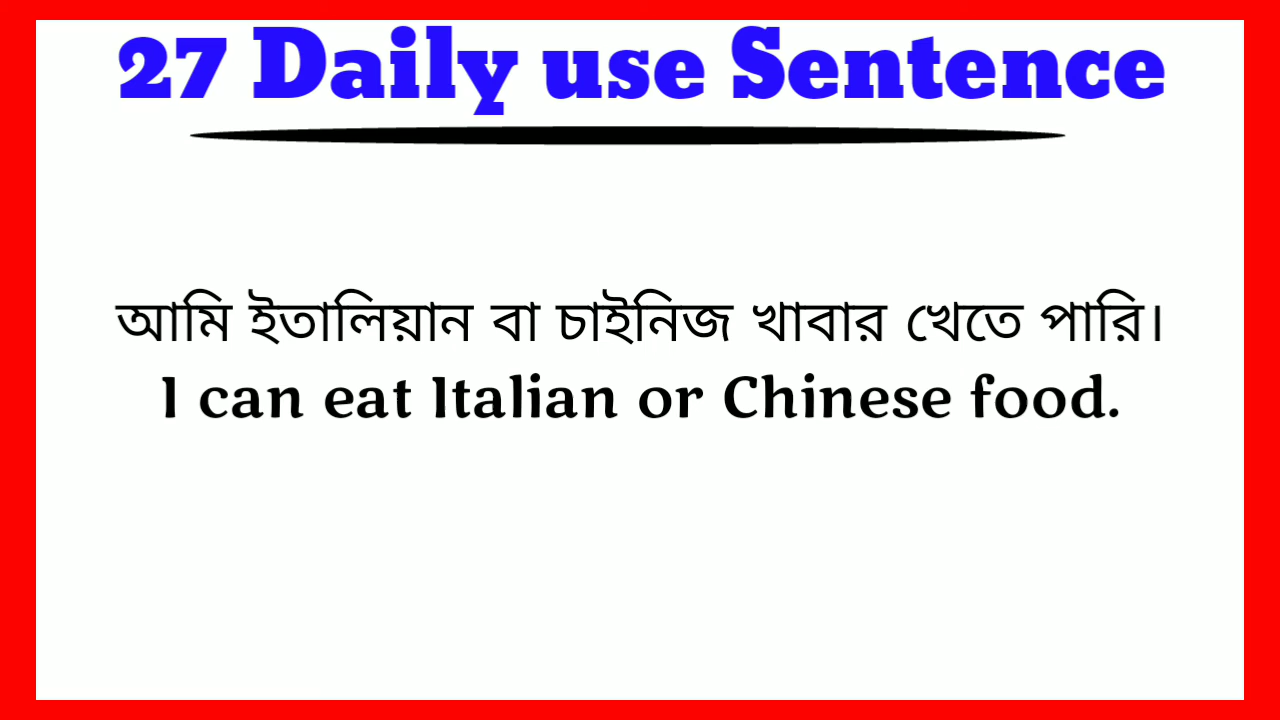 27 Daily use Sentence
আমি ইতালিয়ান বা চাইনিজ খাবার খেতে পারি।
I can eat Italian or Chinese food.